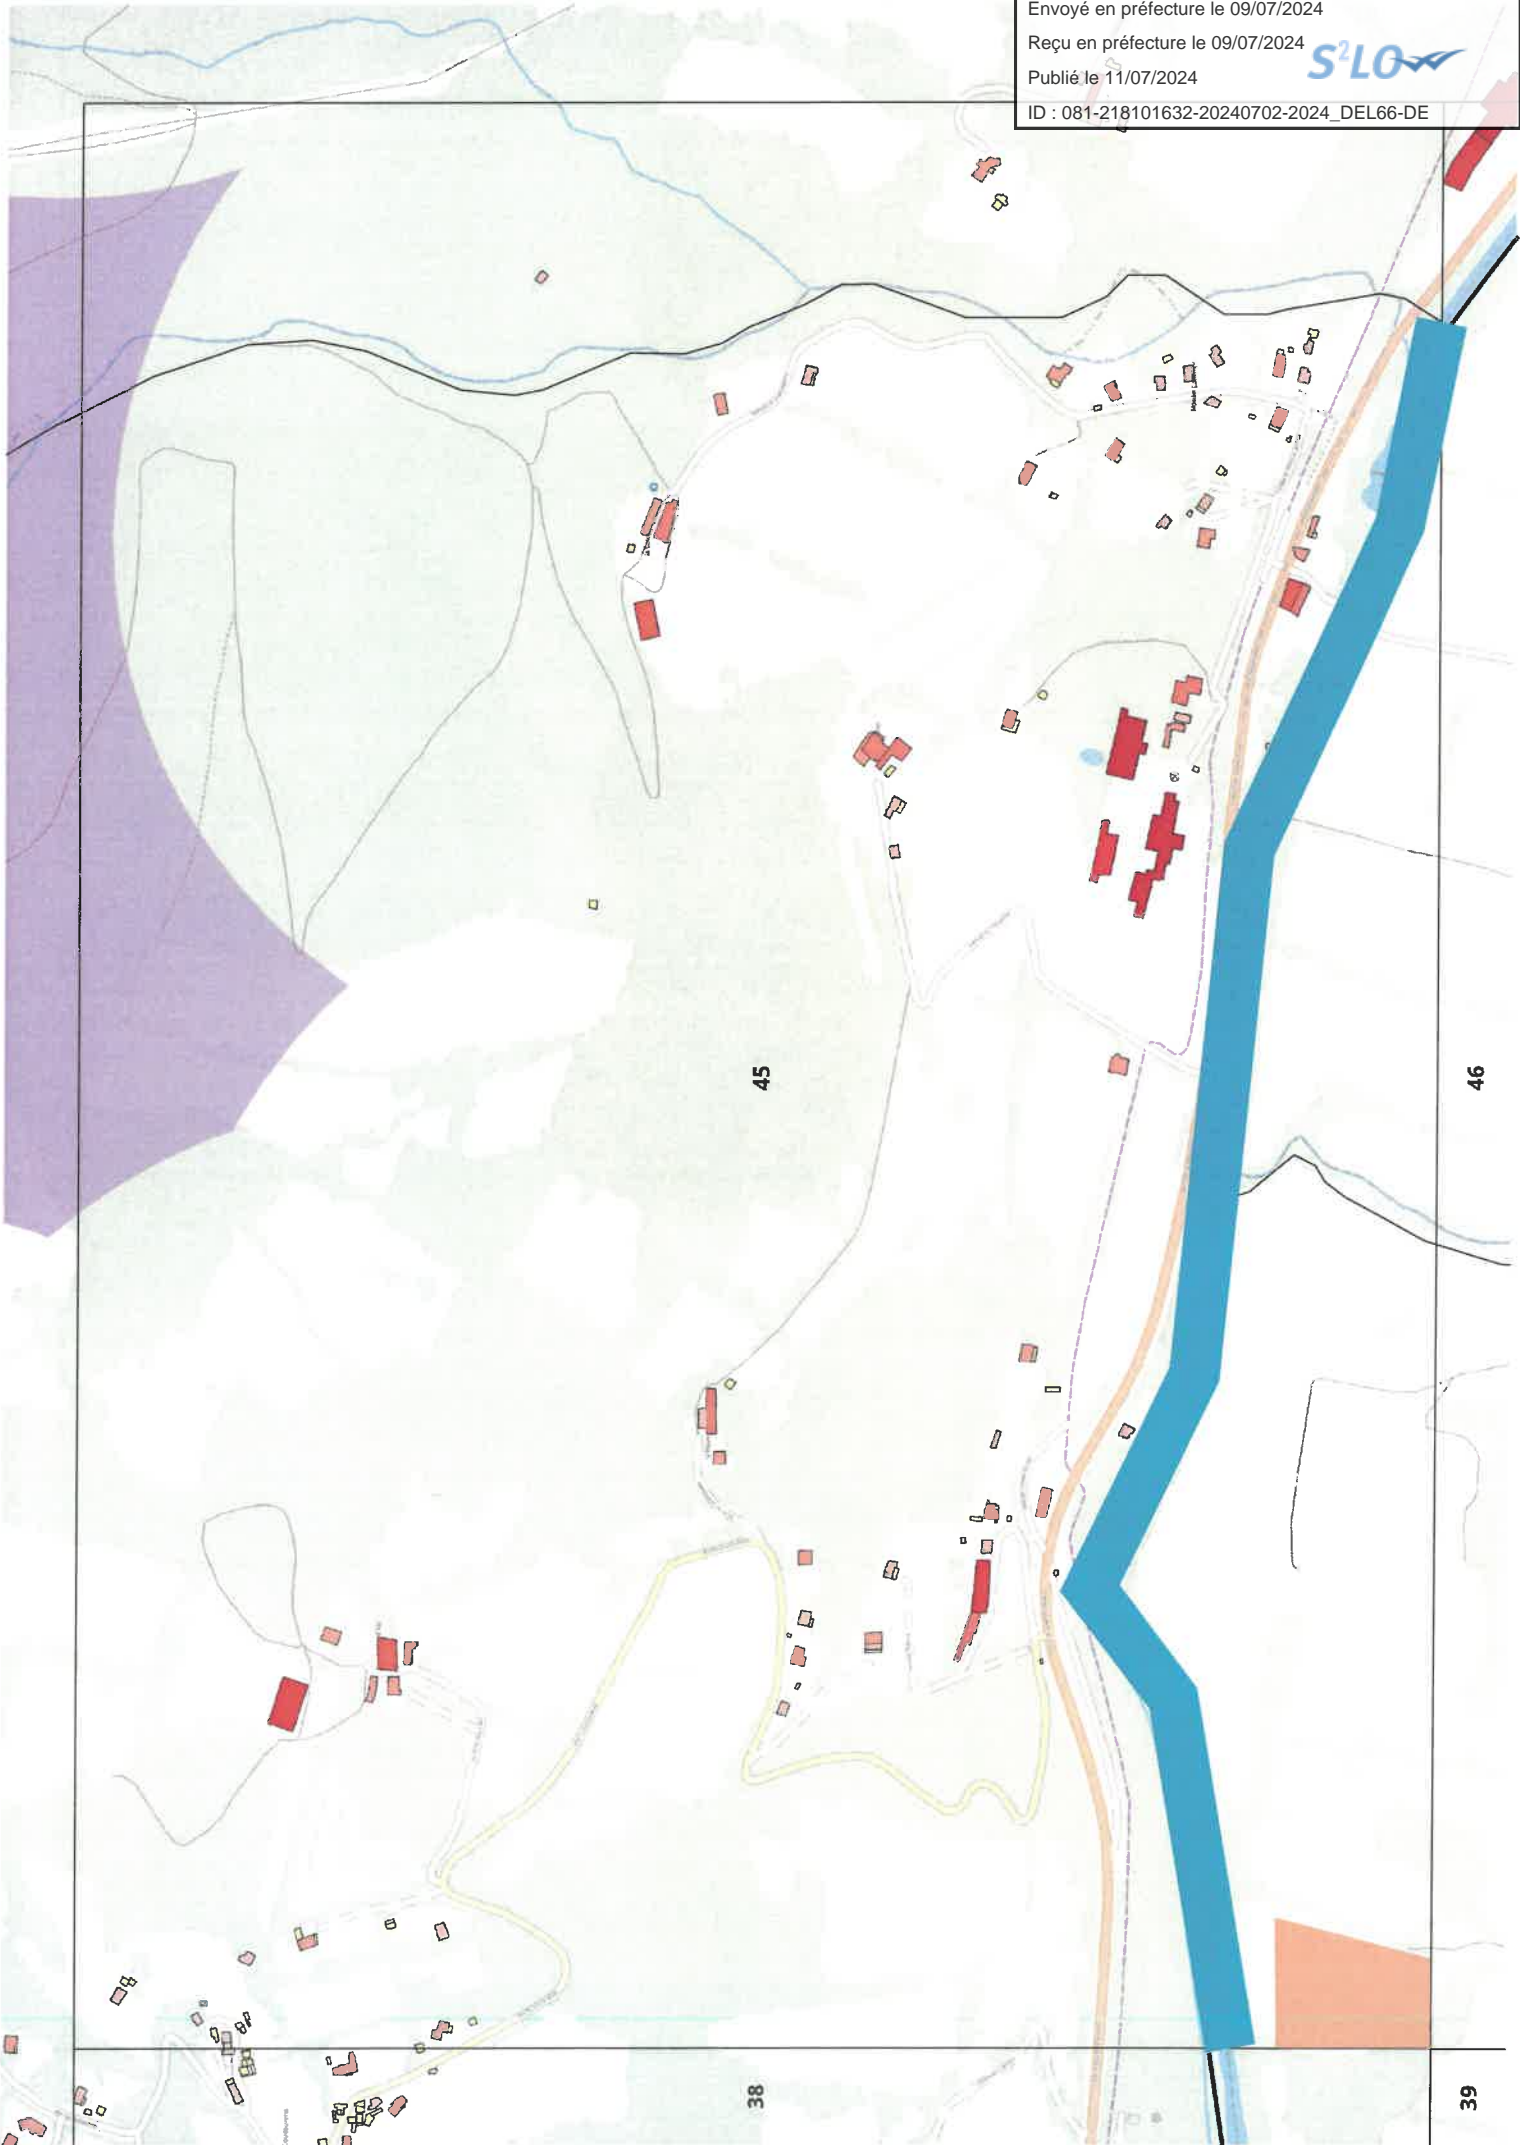 Envoyé en préfecture le 09/07/2024
Reçu en préfecture le 09/07/2024
S²LO
Publié le 11/07/2024
ID : 081-218101632-20240702-2024_DEL66-DE
45
46
38
39